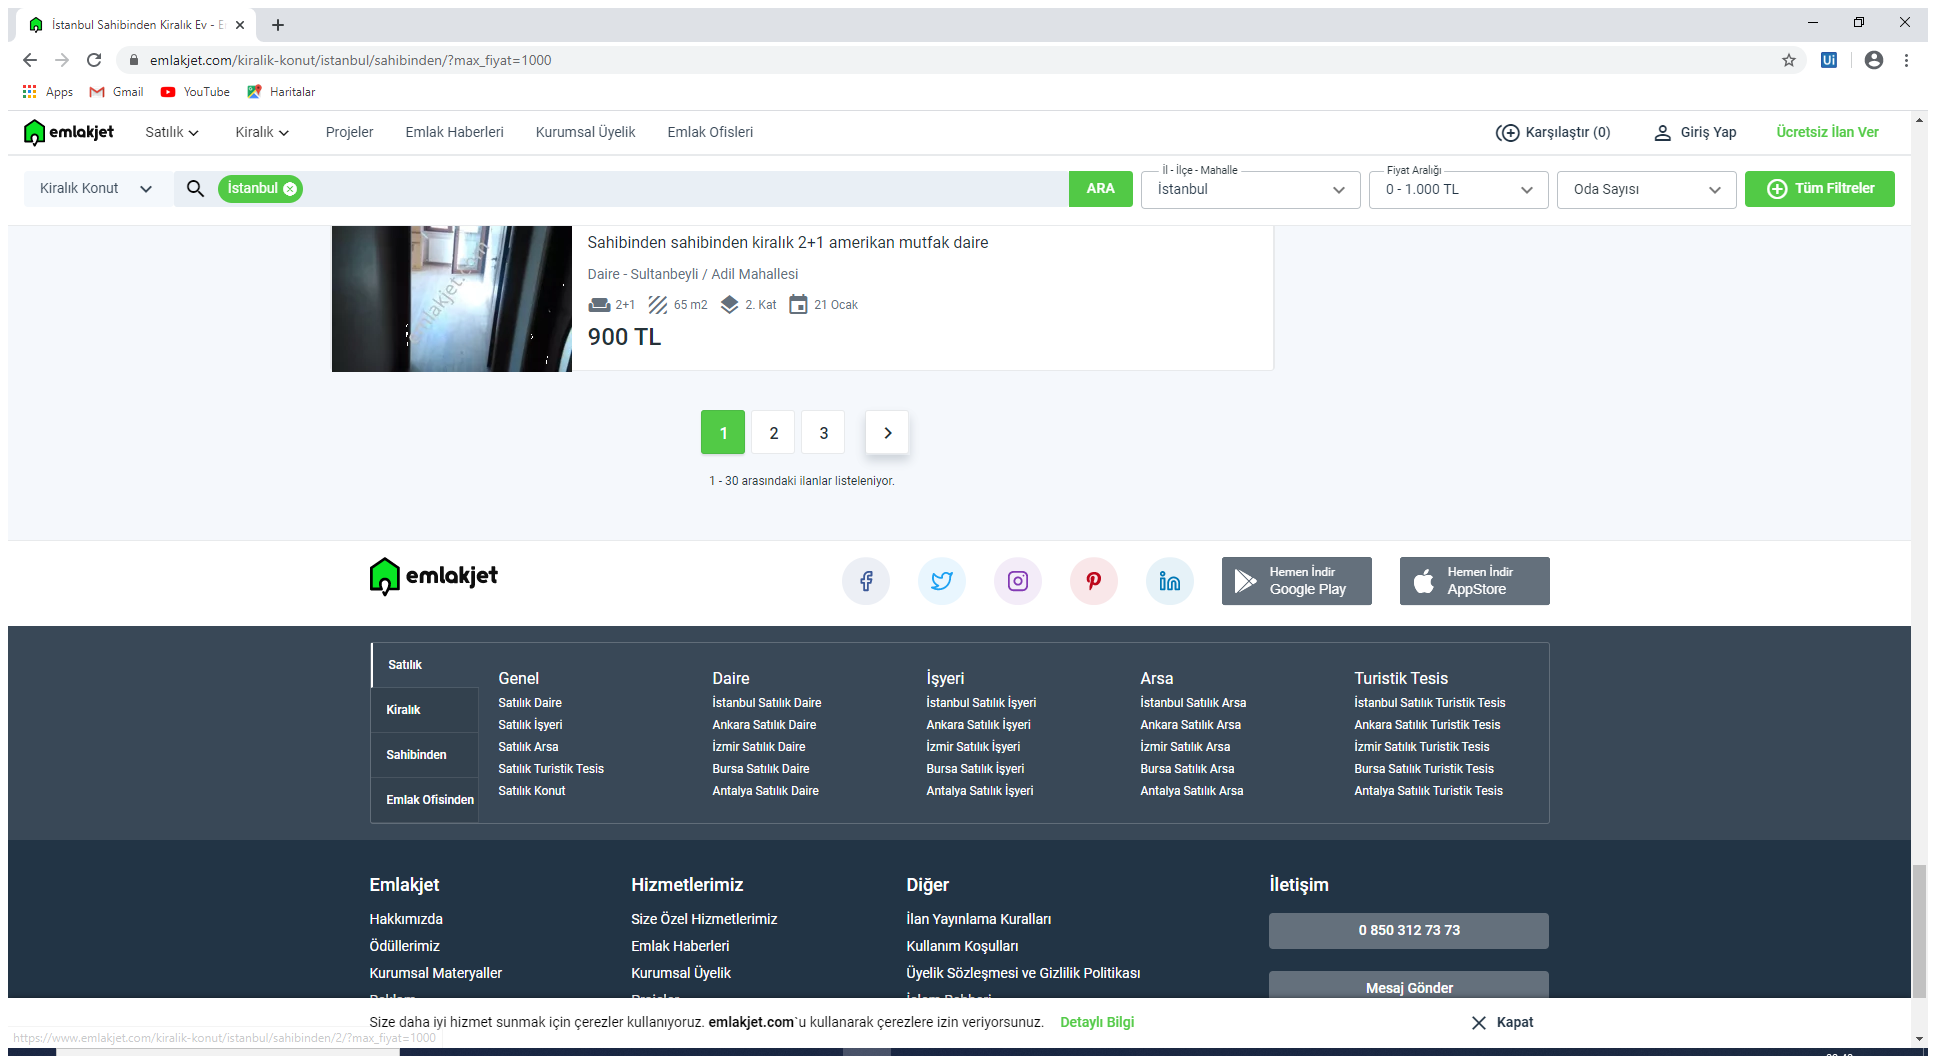 İstanbul Sahibinden Kiralık Ev - E
emlakjet.com/kiralik-konut/istanbul/sahibinden/?max_fiyat=1000
Ui
Apps Gmail YouTube Haritalar
emlakjet Satılık Kiralık Projeler Emlak Haberleri Kurumsal Üyelik Emlak Ofisleri Karşılaştır (0) Giriş Yap Ücretsiz İlan Ver
İl - İlçe - Mahalle Fiyat Aralığı
Kiralık Konut İstanbul ARA İstanbul 0 - 1.000 TL Oda Sayısı Tüm Filtreler
Sahibinden sahibinden kiralık 2+1 amerikan mutfak daire
Daire - Sultanbeyli / Adil Mahallesi
2+1 65 m2 2. Kat 21 Ocak
900 TL
emlakjet.com
1 2 3
1 - 30 arasındaki ilanlar listeleniyor.
emlakjet
Hemen İndir
Google Play
Hemen İndir
AppStore
Satılık
Kiralık
Sahibinden
Emlak Ofisinden
Genel
Satılık Daire
Satılık İşyeri
Satılık Arsa
Satılık Turistik Tesis
Satılık Konut
Daire
İstanbul Satılık Daire
Ankara Satılık Daire
İzmir Satılık Daire
Bursa Satılık Daire
Antalya Satılık Daire
İşyeri
İstanbul Satılık İşyeri
Ankara Satılık İşyeri
İzmir Satılık İşyeri
Bursa Satılık İşyeri
Antalya Satılık İşyeri
Arsa
İstanbul Satılık Arsa
Ankara Satılık Arsa
İzmir Satılık Arsa
Bursa Satılık Arsa
Antalya Satılık Arsa
Turistik Tesis
İstanbul Satılık Turistik Tesis
Ankara Satılık Turistik Tesis
İzmir Satılık Turistik Tesis
Bursa Satılık Turistik Tesis
Antalya Satılık Turistik Tesis
Emlakjet
Hakkımızda
Ödüllerimiz
Kurumsal Materyaller
Hizmetlerimiz
Size Özel Hizmetlerimiz
Emlak Haberleri
Kurumsal Üyelik
Diğer
İlan Yayınlama Kuralları
Kullanım Koşulları
Üyelik Sözleşmesi ve Gizlilik Politikası
İletişim
0 850 312 73 73
Mesaj Gönder
Size daha iyi hizmet sunmak için çerezler kullanıyoruz. emlakjet.com`u kullanarak çerezlere izin veriyorsunuz. Detaylı Bilgi Kapat
https://www.emlakjet.com/kiralik-konut/istanbul/sahibinden/2/?max_fiyat=1000